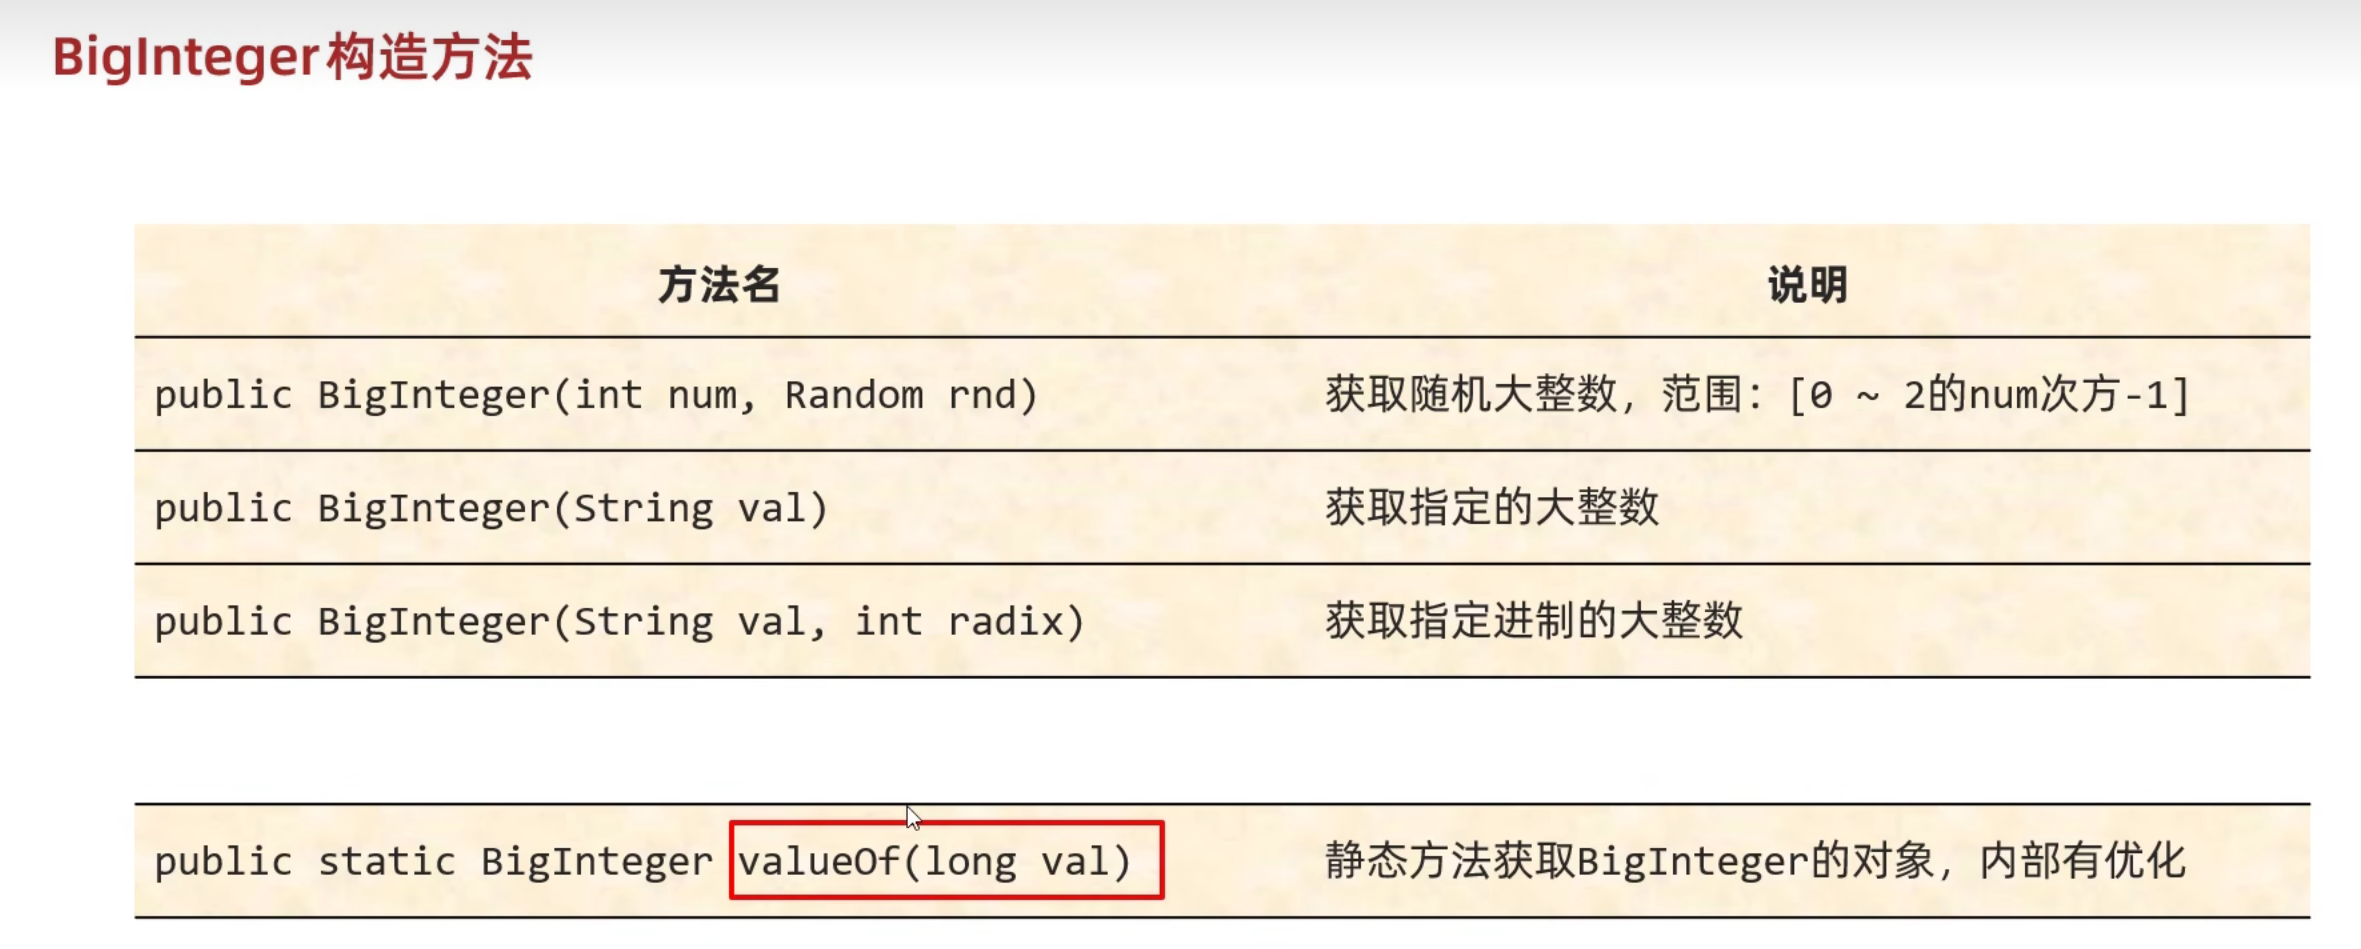 BigInteger构造方法
方法名 说明
public BigInteger(int num, Random rnd) 获取随机大整数，范围：[0 ~ 2的num次方-1]
public BigInteger(String val) 获取指定的大整数
public BigInteger(String val, int radix) 获取指定进制的大整数
public static BigInteger valueOf(long val) 静态方法获取BigInteger的对象，内部有优化